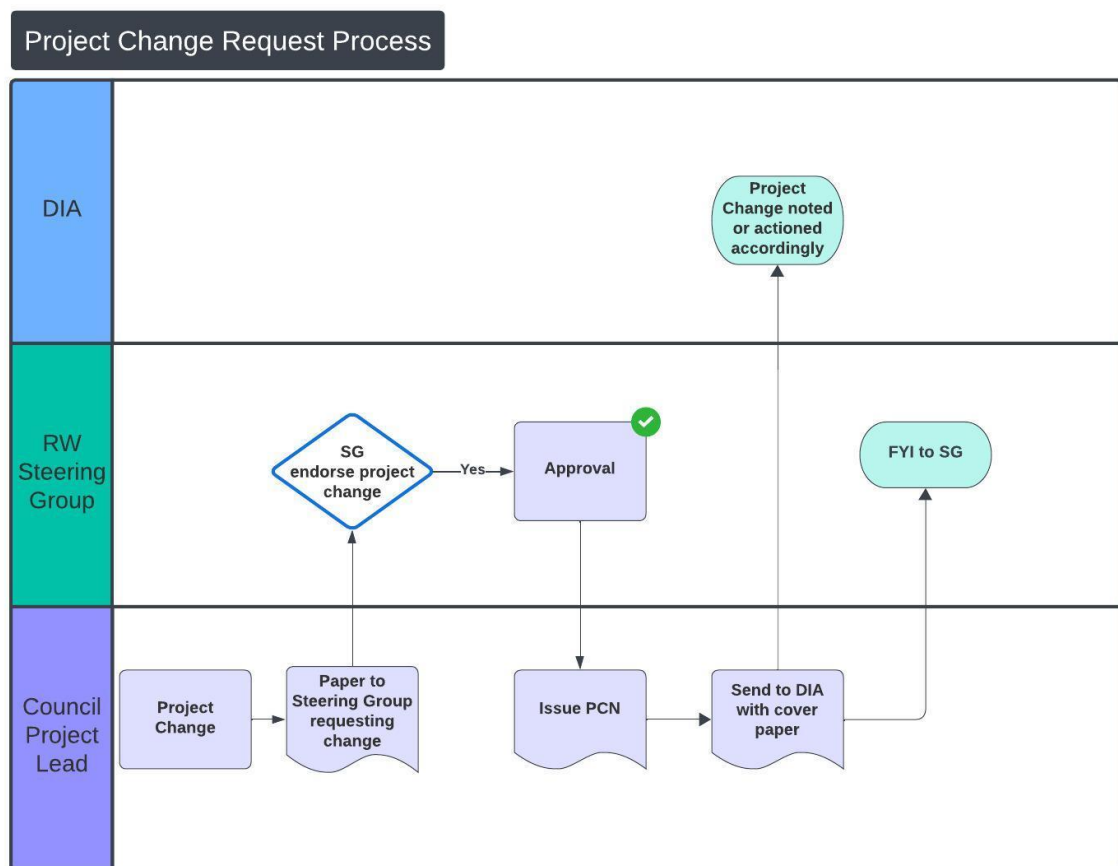 Project Change Request Process
DIA
Project
Change noted
or actioned
accordingly
RW
Steering
Group
SG
endorse project
change
Yes
Approval
FYI to SG
Council
Project
Lead
Project
Change
Paper to
Steering Group
requesting
change
Issue PCN
Send to DIA
with cover
paper